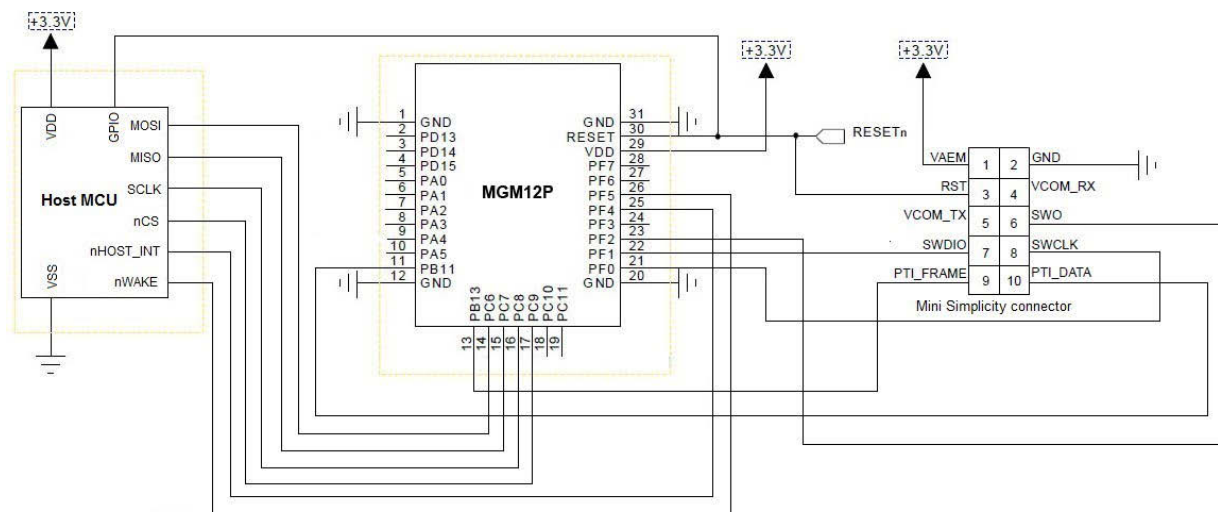 +3.3V
+3.3V
+3.3V
VDD
GPIO
MOSI
MISO
SCLK
nCS
nHOST_INT
nWAKE
VSS
Host MCU
MGM12P
1 GND
2 PD13
3 PD14
4 PD15
5 PA0
6 PA1
7 PA2
8 PA3
9 PA4
10 PA5
11 PB11
12 GND
PB13 13
PC6 14
PC7 15
PC8 16
PC9 17
PC10 18
PC11 19
GND 31
RESET 30
VDD 29
PF7 28
PF6 27
PF5 26
PF4 25
PF3 24
PF2 23
PF1 22
PF0 21
GND 20
RESETn
VAEM 1 2 GND
RST 3 4 VCOM_RX
VCOM_TX 5 6 SWO
SWDIO 7 8 SWCLK
PTI_FRAME 9 10 PTI_DATA
Mini Simplicity connector